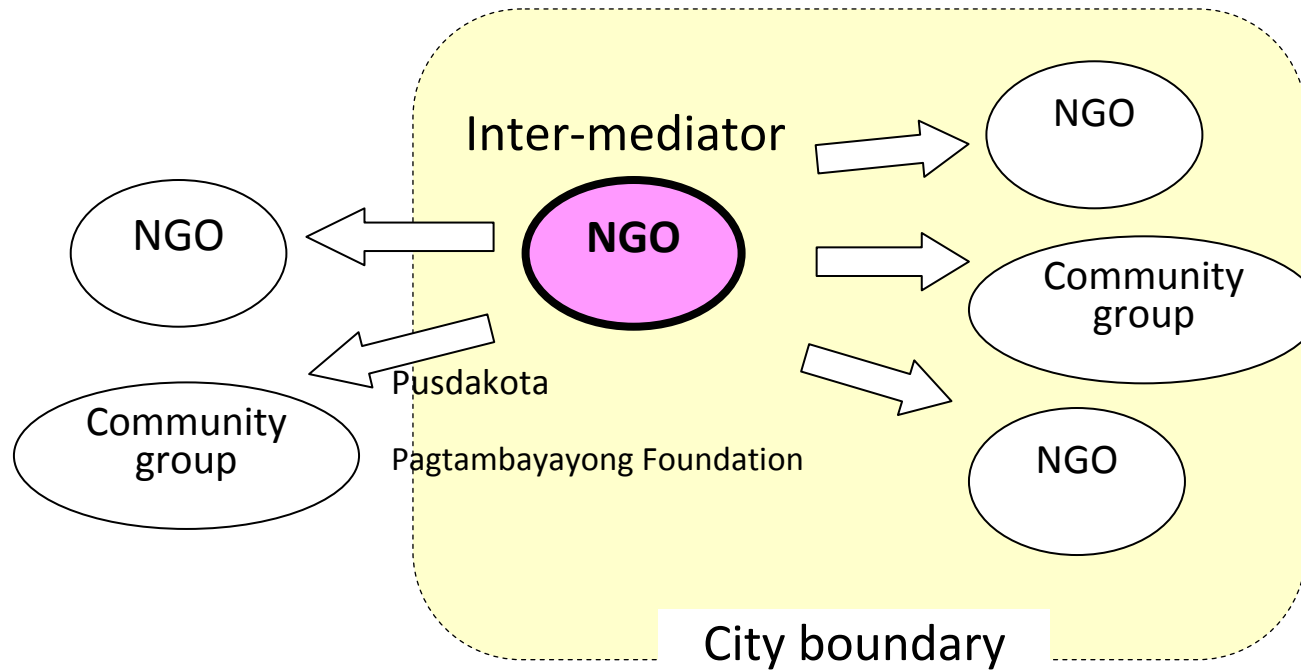 NGO
Inter-mediator
NGO
NGO
Community
group
Community
group
Pusdakota
Pagtambayayong Foundation
NGO
City boundary